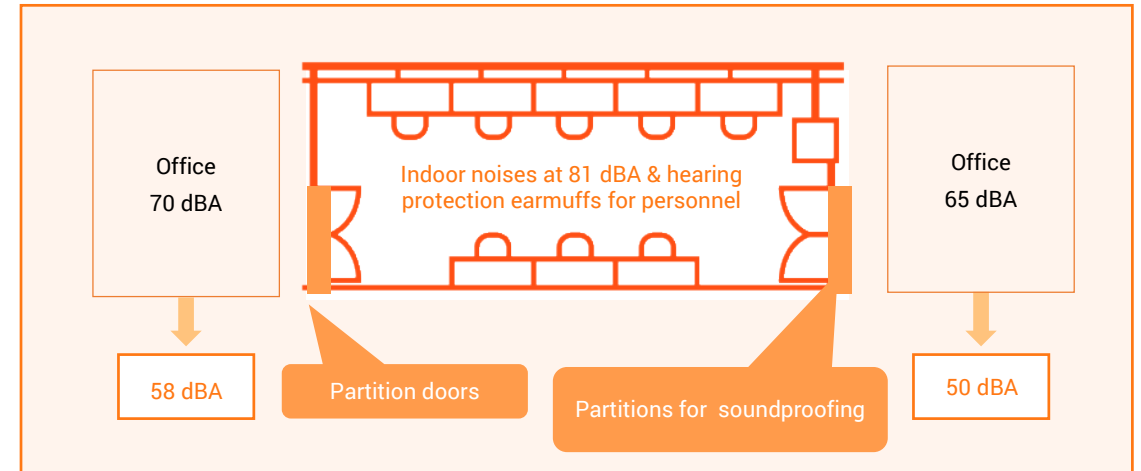 Office
70 dBA
Indoor noises at 81 dBA & hearing
protection earmuffs for personnel
Office
65 dBA
58 dBA
Partition doors
Partitions for soundproofing
50 dBA